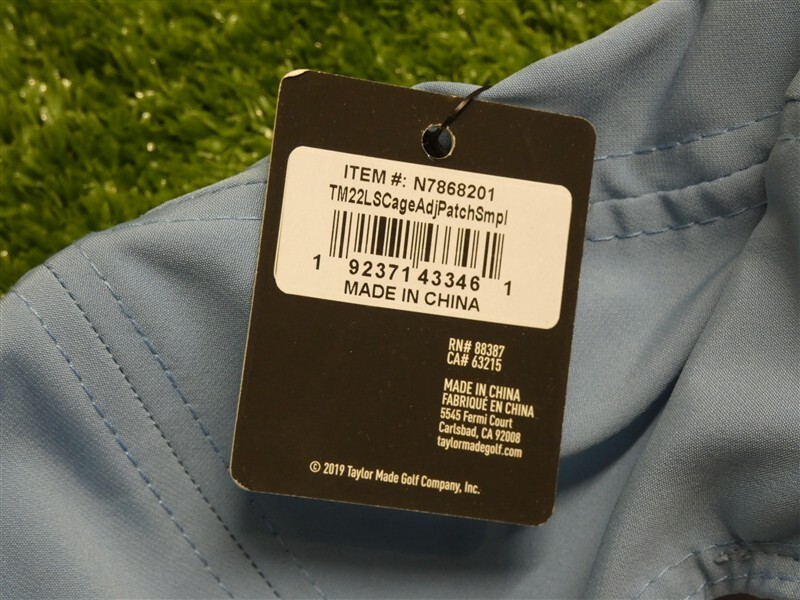 ITEM #: N7868201
TM22LSCageAdjPatchSmpl
1 92371 43346 1
MADE IN CHINA
RN# 88387
CA# 63215
MADE IN CHINA
FABRIQUÉ EN CHINA
5545 Fermi Court
Carlsbad, CA 92008
taylormadegolf.com
© 2019 Taylor Made Golf Company, Inc.